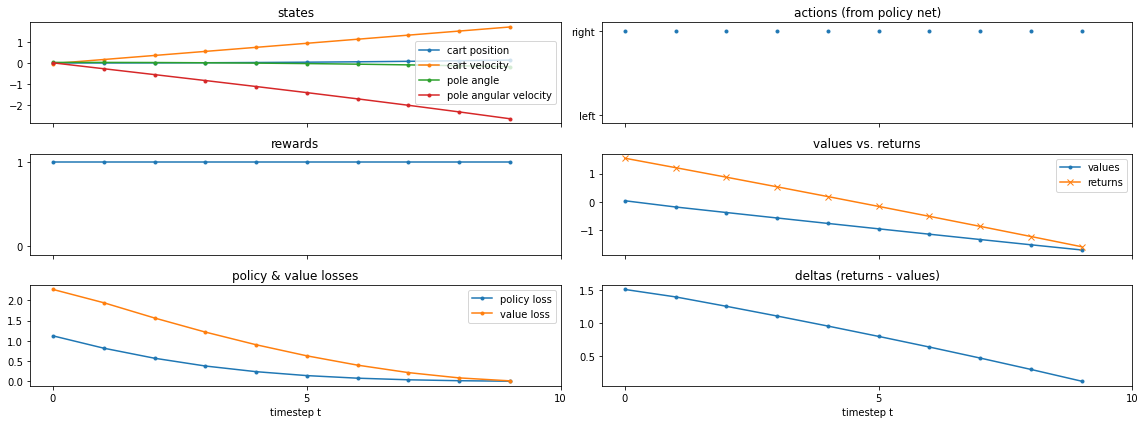 states
1
0
−1
−2
cart position
cart velocity
pole angle
pole angular velocity
actions (from policy net)
right
left
rewards
1
0
values vs. returns
1
0
−1
values
returns
policy & value losses
2.0
1.5
1.0
0.5
0.0
policy loss
value loss
0
5
10
timestep t
deltas (returns - values)
1.5
1.0
0.5
0
5
10
timestep t